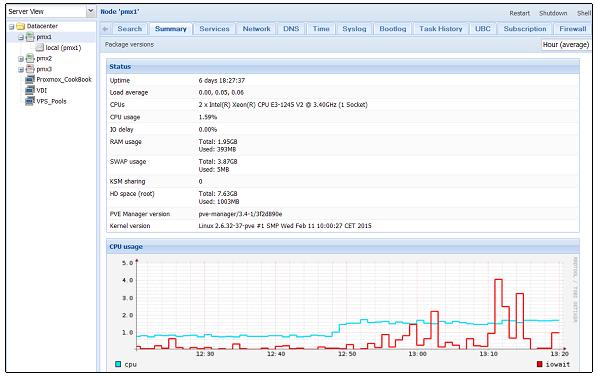 Server View
Node 'pmx1'
Restart Shutdown Shell
Datacenter
pmx1
local (pmx1)
pmx2
pmx3
Proxmox_CookBook
VDI
VPS_Pools
Search Summary Services Network DNS Time Syslog Bootlog Task History UBC Subscription Firewall
Package versions
Hour (average)
Status
Uptime 6 days 18:27:37
Load average 0.00, 0.05, 0.06
CPUs 2 x Intel(R) Xeon(R) CPU E3-1245 V2 @ 3.40GHz (1 Socket)
CPU usage 1.59%
IO delay 0.00%
RAM usage Total: 1.95GB
Used: 393MB
SWAP usage Total: 3.87GB
Used: 5MB
KSM sharing 0
HD space (root) Total: 7.63GB
Used: 1003MB
PVE Manager version pve-manager/3.4-1/3f2d890e
Kernel version Linux 2.6.32-37-pve #1 SMP Wed Feb 11 10:00:27 CET 2015
CPU usage
5.0
4.0
3.0
2.0
1.0
12:30 12:40 12:50 13:00 13:10 13:20
cpu iowait
RRDTOOL / TOBI OETIKER